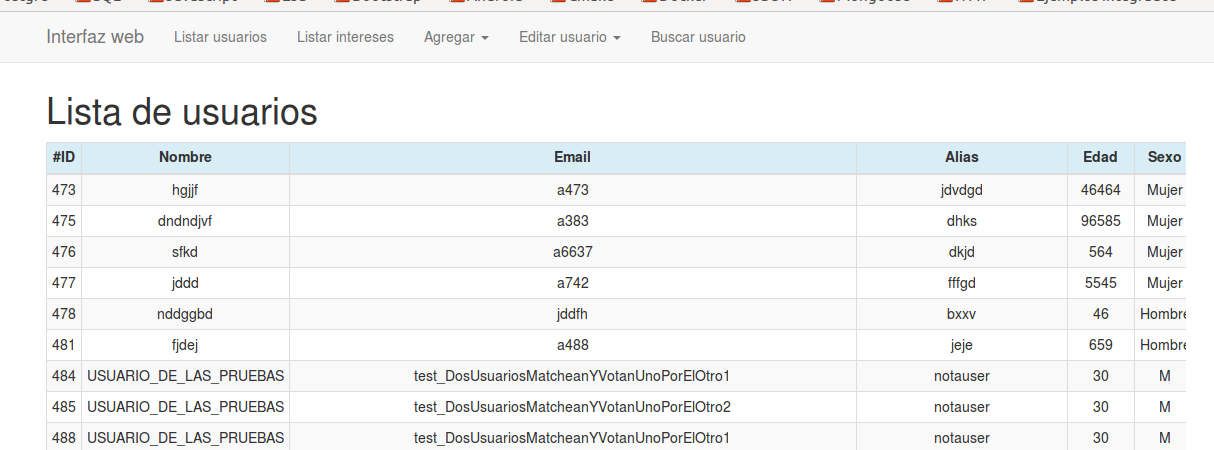 Interfaz web Listar usuarios Listar intereses Agregar Editar usuario Buscar usuario
Lista de usuarios
#ID Nombre Email Alias Edad Sexo
473 hgjjf a473 jdvdgd 46464 Mujer
475 dndndjvf a383 dhks 96585 Mujer
476 sfkd a6637 dkjd 564 Mujer
477 jddd a742 fffgd 5545 Mujer
478 nddggbd jddfh bxxv 46 Hombre
481 fjdej a488 jeje 659 Hombre
484 USUARIO_DE_LAS_PRUEBAS test_DosUsuariosMatcheanYVotanUnoPorElOtro1 notauser 30 M
485 USUARIO_DE_LAS_PRUEBAS test_DosUsuariosMatcheanYVotanUnoPorElOtro2 notauser 30 M
488 USUARIO_DE_LAS_PRUEBAS test_DosUsuariosMatcheanYVotanUnoPorElOtro1 notauser 30 M